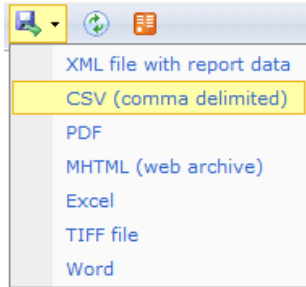 XML file with report data
CSV (comma delimited)
PDF
MHTML (web archive)
Excel
TIFF file
Word